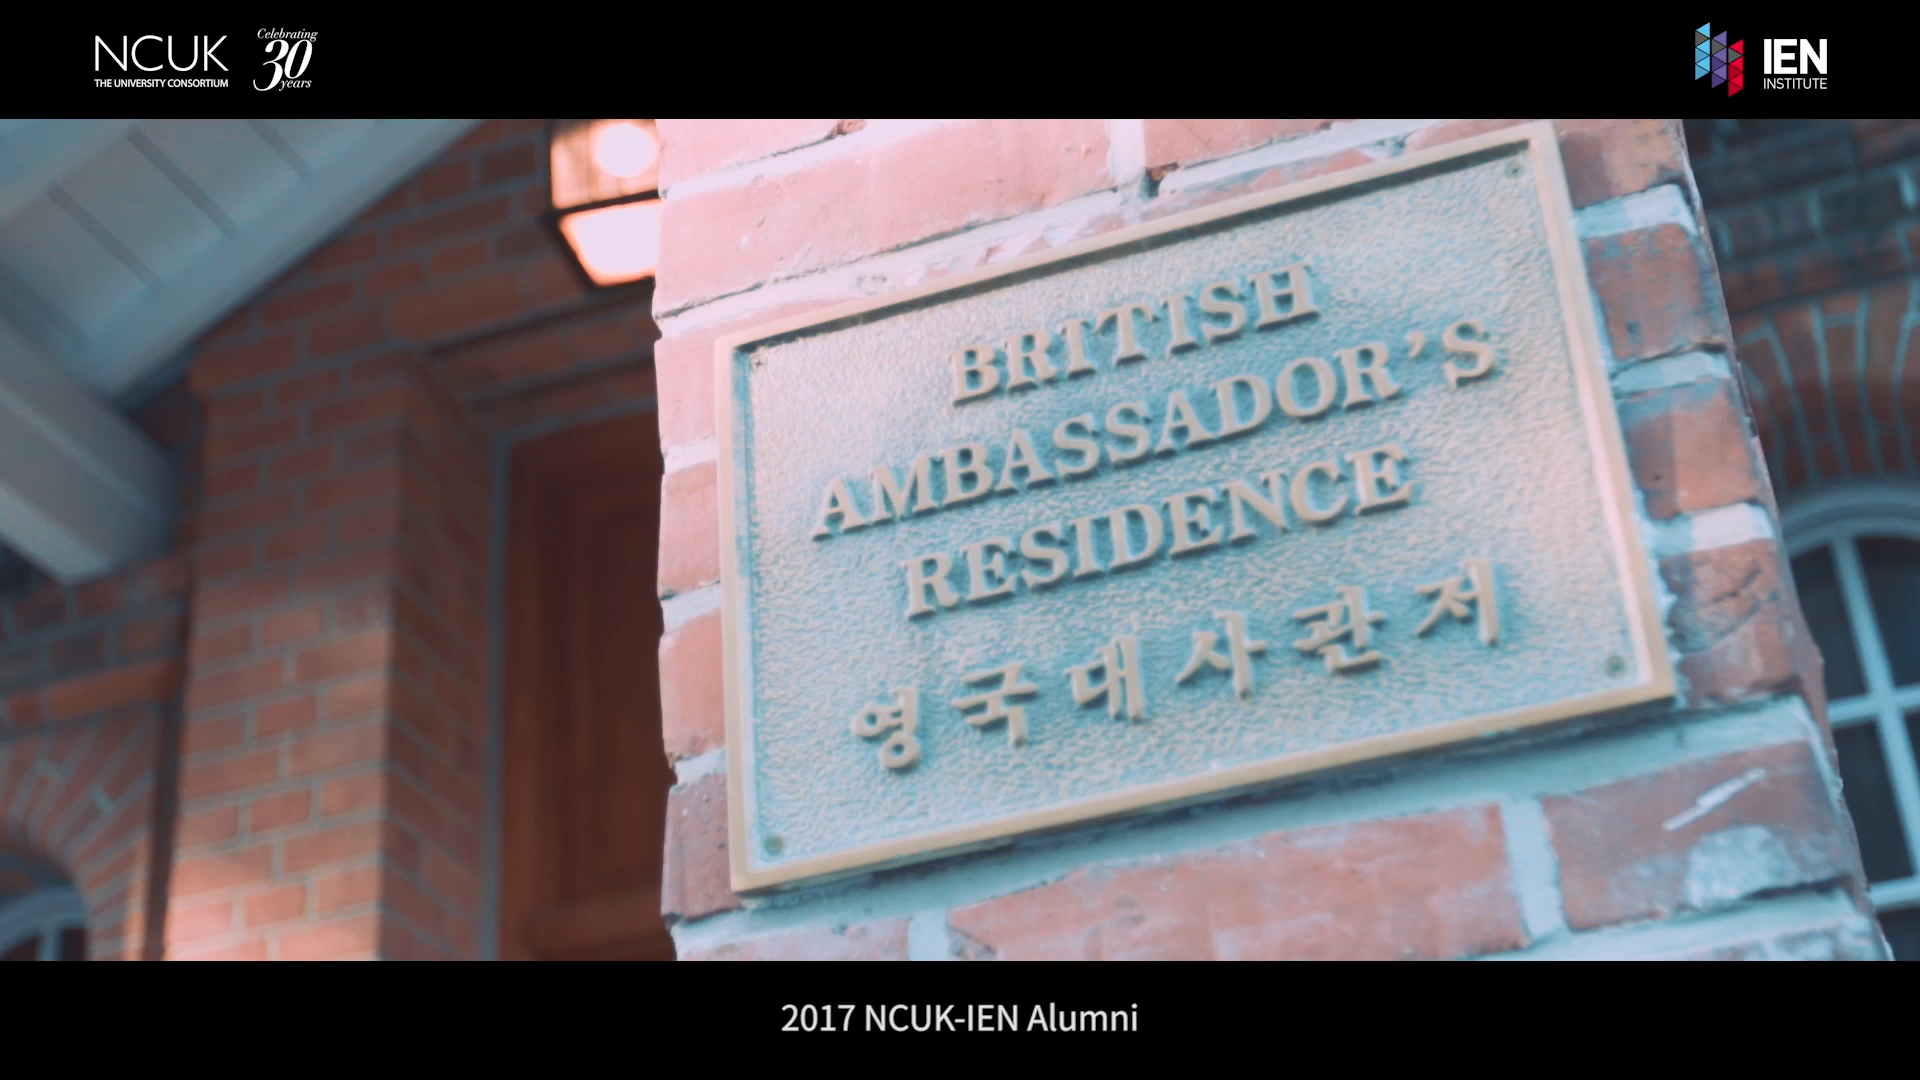 NCUK
THE UNIVERSITY CONSORTIUM
Celebrating
30
years
IEN
INSTITUTE
BRITISH
AMBASSADOR'S
RESIDENCE
영국대사관저
2017 NCUK-IEN Alumni